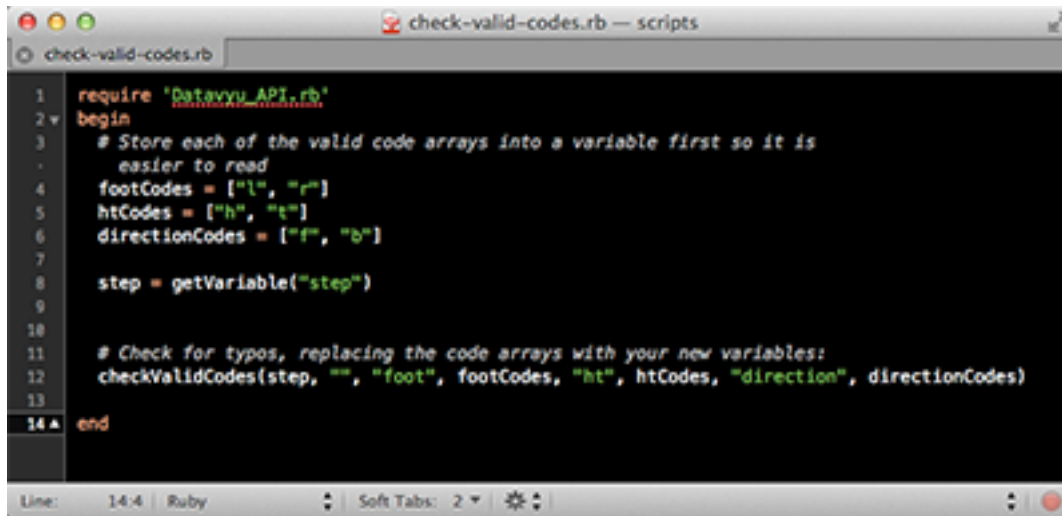 check-valid-codes.rb — scripts
check-valid-codes.rb
1 require 'Datavyu_API.rb'
2 begin
3 # Store each of the valid code arrays into a variable first so it is
easier to read
4 footCodes = ["l", "r"]
5 htCodes = ["h", "t"]
6 directionCodes = ["f", "b"]
7
8 step = getVariable("step")
9
10
11 # Check for typos, replacing the code arrays with your new variables:
12 checkValidCodes(step, "", "foot", footCodes, "ht", htCodes, "direction", directionCodes)
13
14 end
Line: 14:4 Ruby Soft Tabs: 2